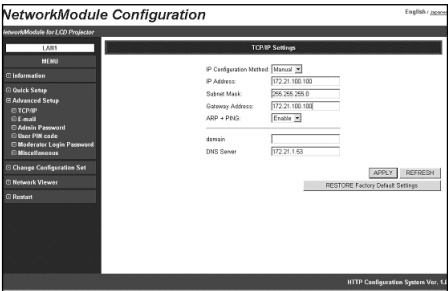 NetworkModule Configuration
English / Japanese
NetworkModule for LCD Projector
LAN1
MENU
Information
Quick Setup
Advanced Setup
TCP/IP
E-mail
Admin Password
User PIN code
Moderator Login Password
Miscellaneous
Change Configuration Set
Network Viewer
Restart
TCP/IP Settings
IP Configuration Method: Manual
IP Address: 172.21.100.100
Subnet Mask: 255.255.255.0
Gateway Address: 172.21.100.100
ARP + PING: Enable
domain
DNS Server 172.21.1.53
APPLY REFRESH
RESTORE Factory Default Settings
HTTP Configuration System Ver.